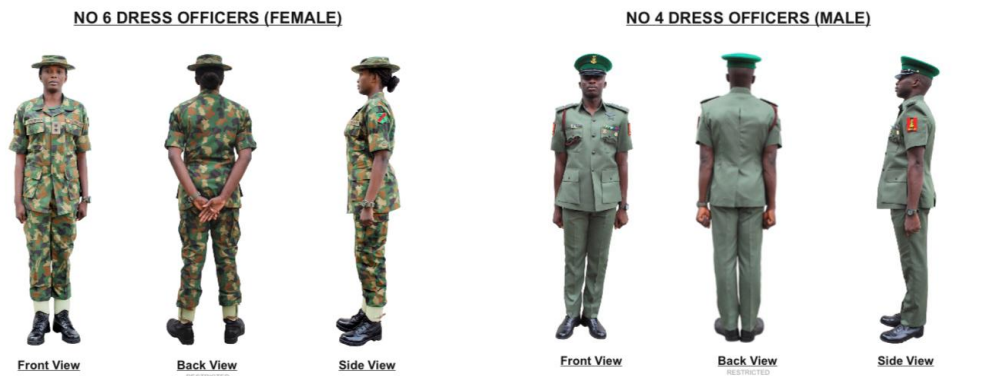 NO 6 DRESS OFFICERS (FEMALE)
Front View
Back View
Side View
RESTRICTED
NO 4 DRESS OFFICERS (MALE)
Front View
Back View
Side View
RESTRICTED